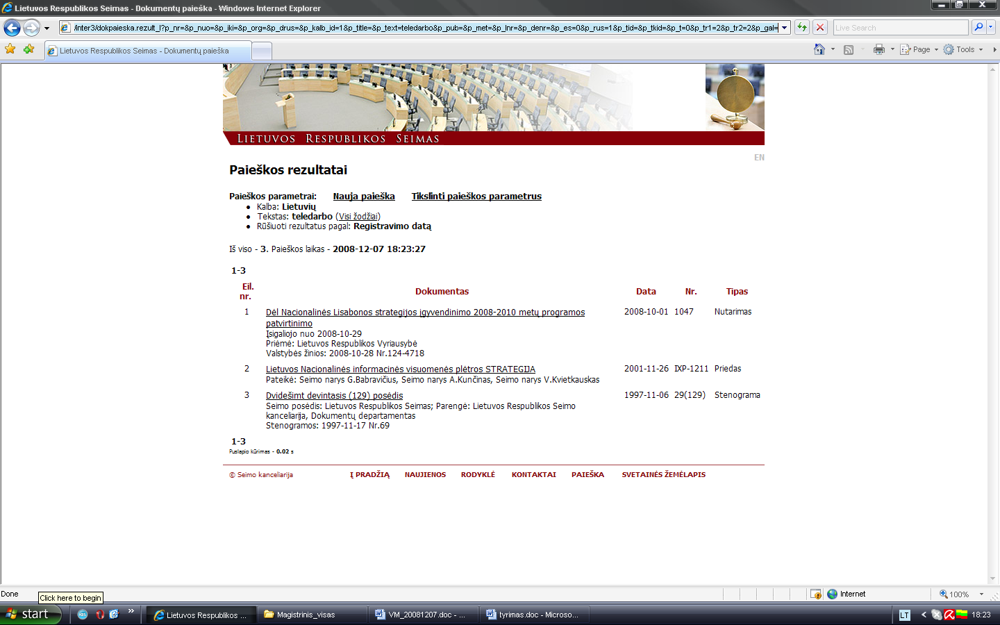 Lietuvos Respublikos Seimas - Dokumentų paieška - Windows Internet Explorer
/inter3/dokpaieska.rezult_l?p_nr=&p_nuo=&p_iki=&p_org=&p_drus=&p_kalb_id=1&p_title=&p_text=teledarbo&p_pub=&p_met=&p_lnr=&p_denr=&p_es=0&p_rus=1&p_tid=&p_tkid=&p_t=0&p_tr1=2&p_tr2=2&p_gal=
Live Search
Lietuvos Respublikos Seimas - Dokumentų paieška
Page
Tools
LIETUVOS RESPUBLIKOS SEIMAS
EN
Paieškos rezultatai
Paieškos parametrai: Nauja paieška Tikslinti paieškos parametrus
• Kalba: Lietuvių
• Tekstas: teledarbo (Visi žodžiai)
• Rūšiuoti rezultatus pagal: Registravimo datą
Iš viso - 3. Paieškos laikas - 2008-12-07 18:23:27
1-3
Eil. nr. Dokumentas Data Nr. Tipas
1 Dėl Nacionalinės Lisabonos strategijos įgyvendinimo 2008-2010 metų programos 2008-10-01 1047 Nutarimas
patvirtinimo
Įsigaliojo nuo 2008-10-29
Priėmė: Lietuvos Respublikos Vyriausybė
Valstybės žinios: 2008-10-28 Nr.124-4718
2 Lietuvos Nacionalinės informacinės visuomenės plėtros STRATEGIJA 2001-11-26 IXP-1211 Priedas
Pateikė: Seimo narys G.Babravičius, Seimo narys A.Kunčinas, Seimo narys V.Kvietkauskas
3 Dvidešimt devintasis (129) posėdis 1997-11-06 29(129) Stenograma
Seimo posėdis: Lietuvos Respublikos Seimas; Parengė: Lietuvos Respublikos Seimo
kanceliarija, Dokumentų departamentas
Stenogramos: 1997-11-17 Nr.69
1-3
Puslapio kūrimas - 0.02 s
© Seimo kanceliarija Į PRADŽIĄ NAUJIENOS RODYKLĖ KONTAKTAI PAIEŠKA SVETAINĖS ŽEMĖLAPIS
Done
Internet
100%
Click here to begin
start
Lietuvos Respublikos ...
Magistrinis_visas
VM_20081207.doc - ...
tyrimas.doc - Microso...
LT
18:23